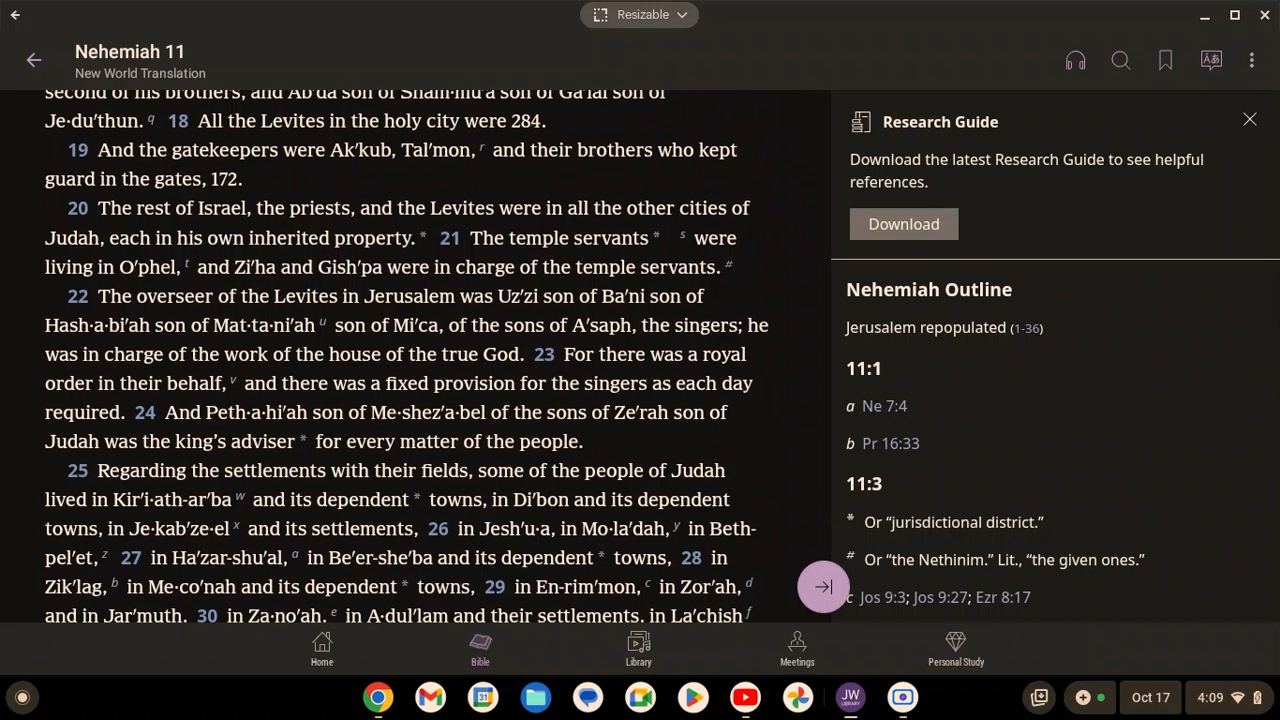 Resizable
Nehemiah 11
New World Translation
second of his brothers, and Ab′da son of Sham·mu′a son of Ga′lal son of
Je·du′thun. q 18 All the Levites in the holy city were 284.
19 And the gatekeepers were Ak′kub, Tal′mon, r and their brothers who kept
guard in the gates, 172.
20 The rest of Israel, the priests, and the Levites were in all the other cities of
Judah, each in his own inherited property. * 21 The temple servants * s were
living in O′phel, t and Zi′ha and Gish′pa were in charge of the temple servants. #
22 The overseer of the Levites in Jerusalem was Uz′zi son of Ba′ni son of
Hash·a·bi′ah son of Mat·ta·ni′ah u son of Mi′ca, of the sons of A′saph, the singers; he
was in charge of the work of the house of the true God. 23 For there was a royal
order in their behalf, v and there was a fixed provision for the singers as each day
required. 24 And Peth·a·hi′ah son of Me·shez′a·bel of the sons of Ze′rah son of
Judah was the king’s adviser * for every matter of the people.
25 Regarding the settlements with their fields, some of the people of Judah
lived in Kir′i·ath-ar′ba w and its dependent * towns, in Di′bon and its dependent
towns, in Je·kab′ze·el x and its settlements, 26 in Jesh′u·a, in Mo·la′dah, y in Beth-
pel′et, z 27 in Ha′zar-shu′al, a in Be′er-she′ba and its dependent * towns, 28 in
Zik′lag, b in Me·co′nah and its dependent * towns, 29 in En-rim′mon, c in Zor′ah, d
and in Jar′muth, 30 in Za·no′ah, e in A·dul′lam and their settlements, in La′chish f
Research Guide
Download the latest Research Guide to see helpful
references.
Download
Nehemiah Outline
Jerusalem repopulated (1-36)
11:1
a Ne 7:4
b Pr 16:33
11:3
* Or “jurisdictional district.”
# Or “the Nethinim.” Lit., “the given ones.”
c Jos 9:3; Jos 9:27; Ezr 8:17
Home
Bible
Library
Meetings
Personal Study
31
JW
LIBRARY
Oct 17
4:09